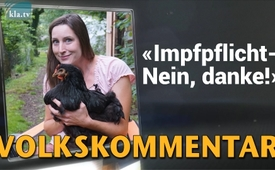 kla.tv
«Impfpflicht-
Nein, danke!»
VOLKSKOMMENTAR